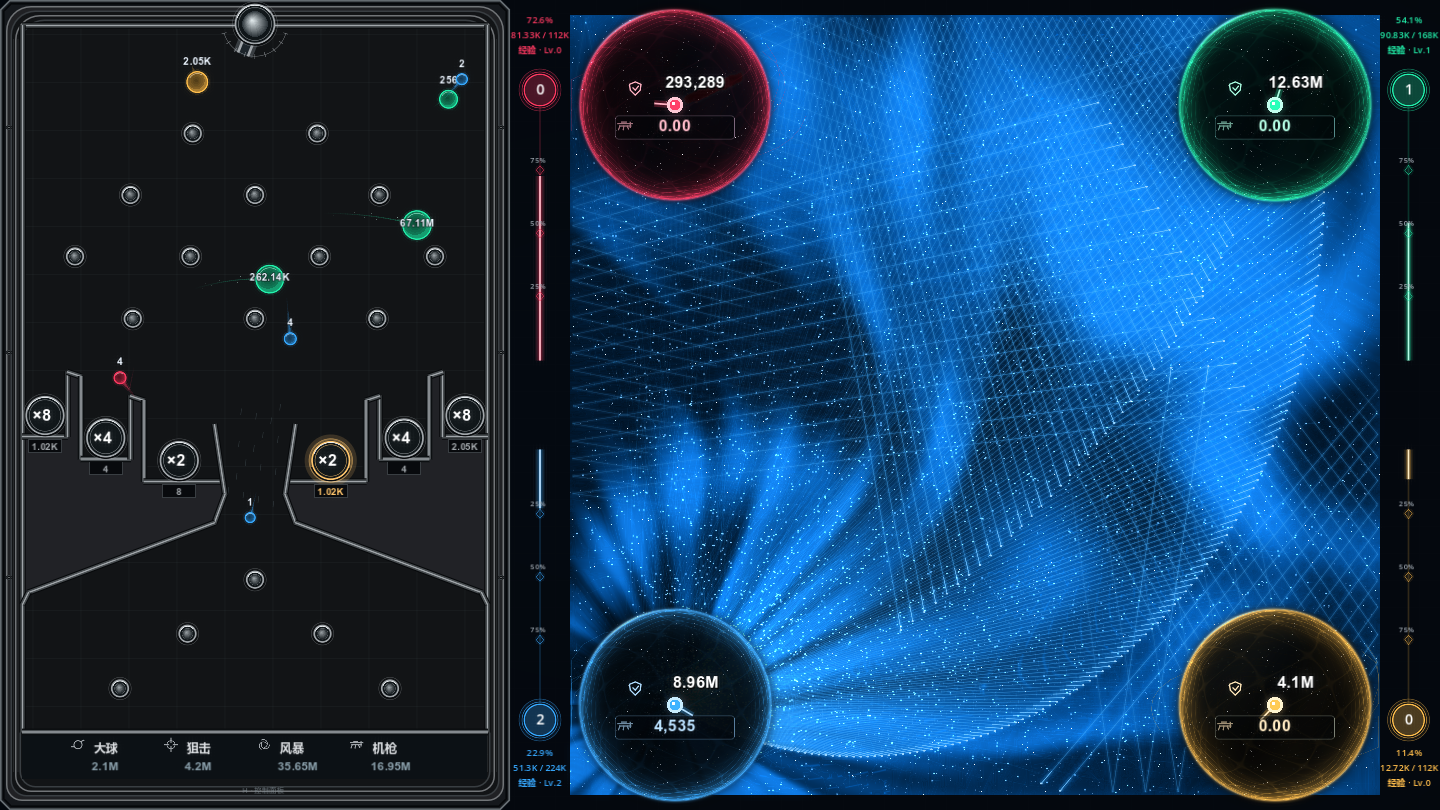 2.05K
2
256
67.11M
262.14K
4
4
×8
×4
×2
×2
×4
×8
1.02K
4
8
1.02K
4
2.05K
1
大球
2.1M
狙击
4.2M
风暴
35.65M
机枪
16.95M
72.6%
81.33K / 112K
经验 · Lv.0
0
75%
50%
25%
25%
50%
75%
2
22.9%
51.3K / 224K
经验 · Lv.2
293,289
0.00
12.63M
0.00
8.96M
4,535
4.1M
0.00
54.1%
90.83K / 168K
经验 · Lv.1
1
75%
50%
25%
25%
50%
75%
0
11.4%
12.72K / 112K
经验 · Lv.0